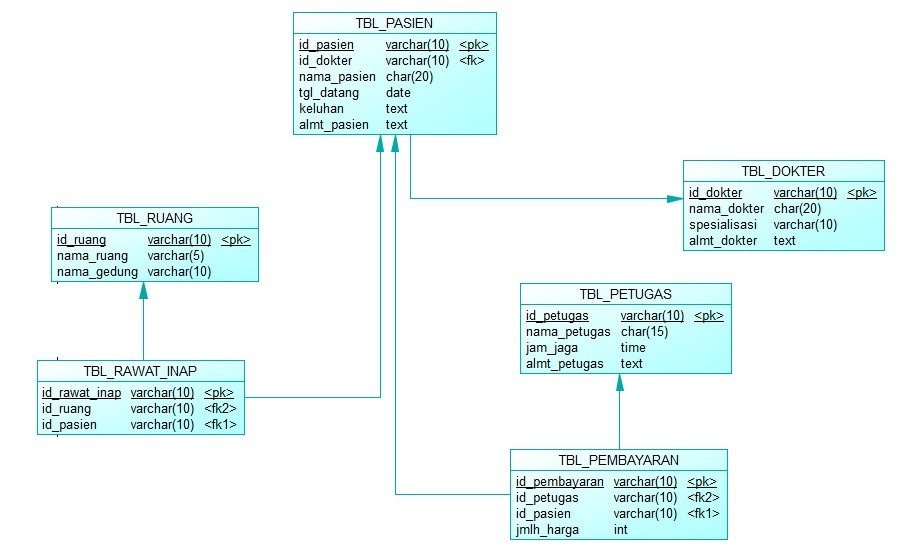 TBL_PASIEN
id_pasien varchar(10) <pk>
id_dokter varchar(10) <fk>
nama_pasien char(20)
tgl_datang date
keluhan text
almt_pasien text
TBL_DOKTER
id_dokter varchar(10) <pk>
nama_dokter char(20)
spesialisasi varchar(10)
almt_dokter text
TBL_RUANG
id_ruang varchar(10) <pk>
nama_ruang varchar(5)
nama_gedung varchar(10)
TBL_PETUGAS
id_petugas varchar(10) <pk>
nama_petugas char(15)
jam_jaga time
almt_petugas text
TBL_RAWAT_INAP
id_rawat_inap varchar(10) <pk>
id_ruang varchar(10) <fk2>
id_pasien varchar(10) <fk1>
TBL_PEMBAYARAN
id_pembayaran varchar(10) <pk>
id_petugas varchar(10) <fk2>
id_pasien varchar(10) <fk1>
jmlh_harga int